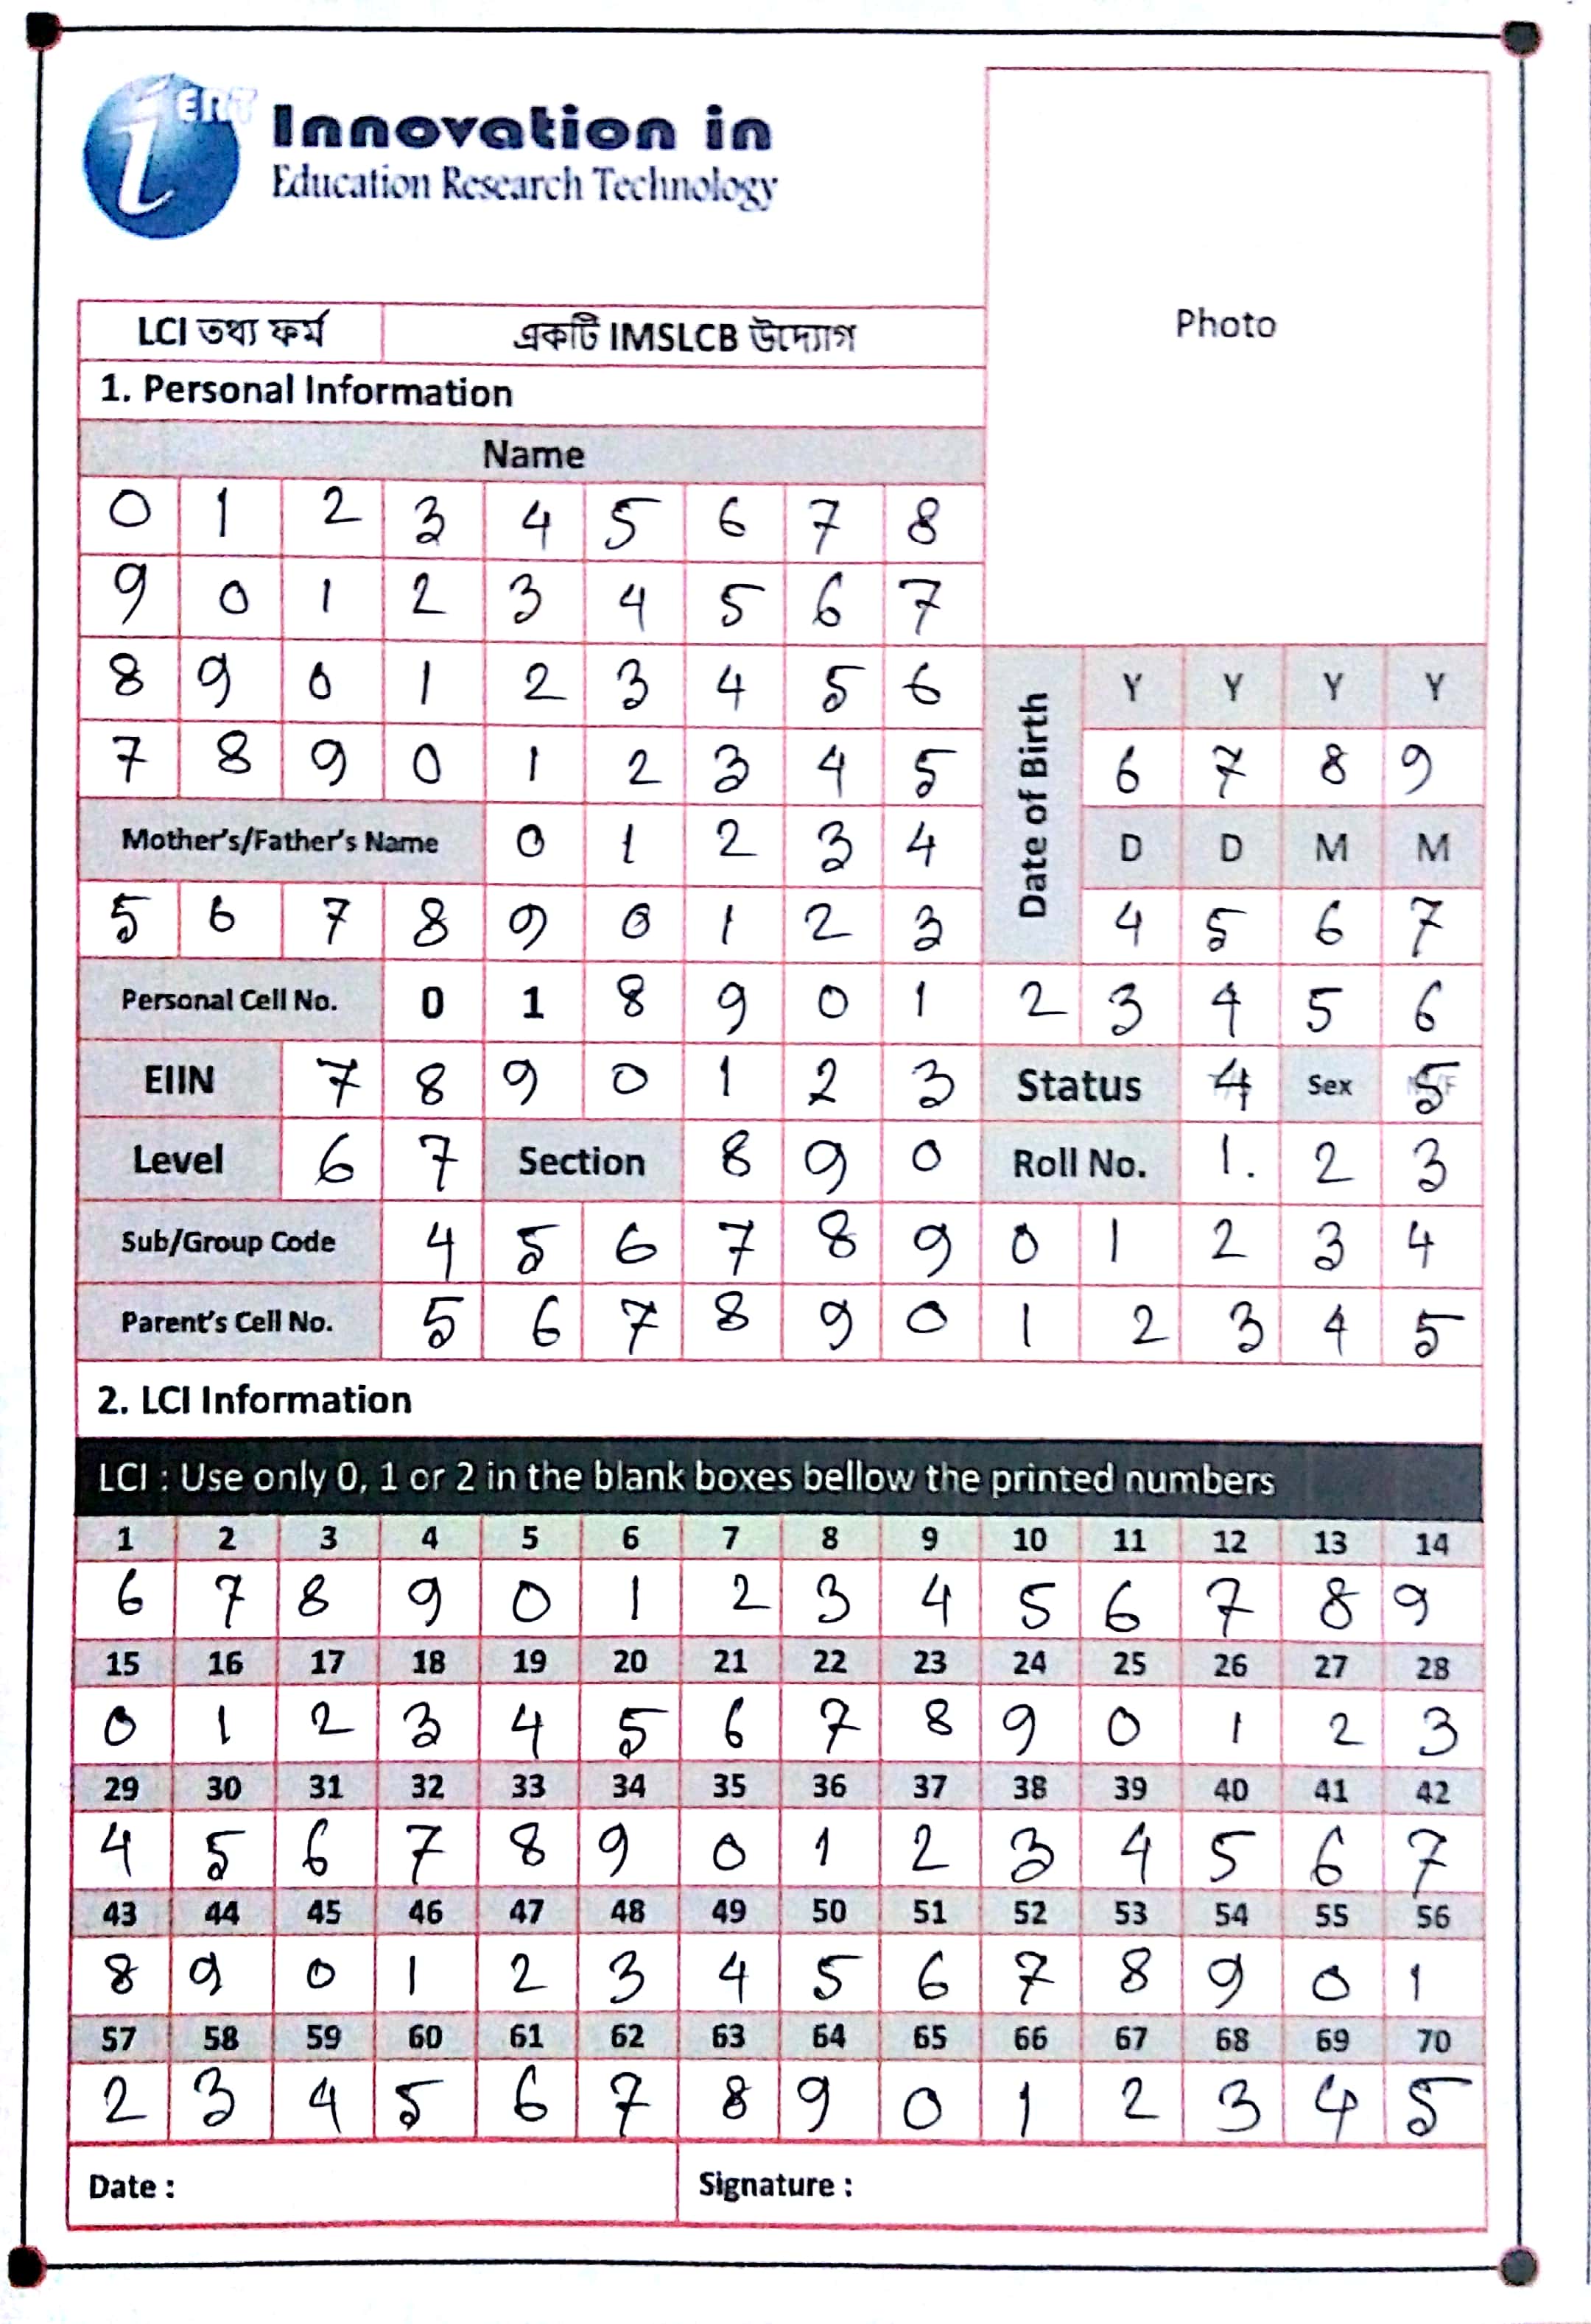 iERT
Innovation in
Education Research Technology
Photo
LCI তথ্য ফর্ম একটি IMSLCB উদ্যোগ
1. Personal Information
Name
0 1 2 3 4 5 6 7 8
9 0 1 2 3 4 5 6 7
8 9 0 1 2 3 4 5 6
7 8 9 0 1 2 3 4 5
Date of Birth
Y Y Y Y
6 7 8 9
D D M M
4 5 6 7
Mother's/Father's Name 0 1 2 3 4
5 6 7 8 9 0 1 2 3
Personal Cell No. 0 1 8 9 0 1 2 3 4 5 6
EIIN 7 8 9 0 1 2 3 Status 4 Sex 5
Level 6 7 Section 8 9 0 Roll No. 1. 2 3
Sub/Group Code 4 5 6 7 8 9 0 1 2 3 4
Parent's Cell No. 5 6 7 8 9 0 1 2 3 4 5
2. LCI Information
LCI : Use only 0, 1 or 2 in the blank boxes bellow the printed numbers
1 2 3 4 5 6 7 8 9 10 11 12 13 14
6 7 8 9 0 1 2 3 4 5 6 7 8 9
15 16 17 18 19 20 21 22 23 24 25 26 27 28
0 1 2 3 4 5 6 7 8 9 0 1 2 3
29 30 31 32 33 34 35 36 37 38 39 40 41 42
4 5 6 7 8 9 0 1 2 3 4 5 6 7
43 44 45 46 47 48 49 50 51 52 53 54 55 56
8 9 0 1 2 3 4 5 6 7 8 9 0 1
57 58 59 60 61 62 63 64 65 66 67 68 69 70
2 3 4 5 6 7 8 9 0 1 2 3 4 5
Date : Signature :